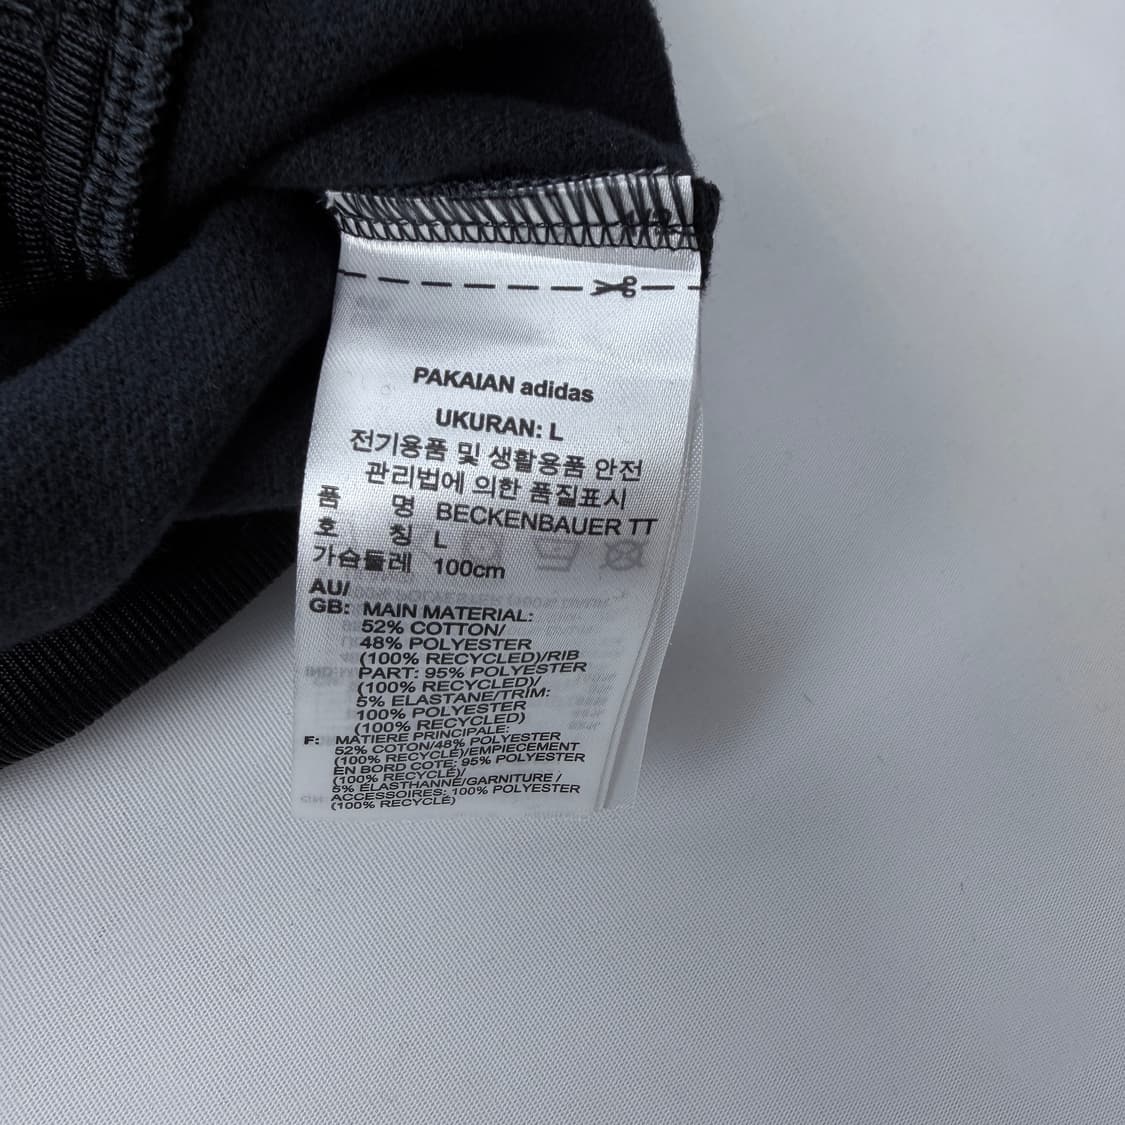 PAKAIAN adidas
UKURAN: L
전기용품 및 생활용품 안전
관리법에 의한 품질표시
품 명 BECKENBAUER TT
호 칭 L
가슴둘레 100cm
AU/
GB: MAIN MATERIAL:
52% COTTON/
48% POLYESTER
(100% RECYCLED)/RIB
PART: 95% POLYESTER
(100% RECYCLED)/
5% ELASTANE/TRIM:
100% POLYESTER
(100% RECYCLED)
F: MATIERE PRINCIPALE:
52% COTON/48% POLYESTER
(100% RECYCLÉ)/EMPIECEMENT
EN BORD COTE: 95% POLYESTER
(100% RECYCLÉ)/
5% ELASTHANNE/GARNITURE /
ACCESSOIRES: 100% POLYESTER
(100% RECYCLÉ)